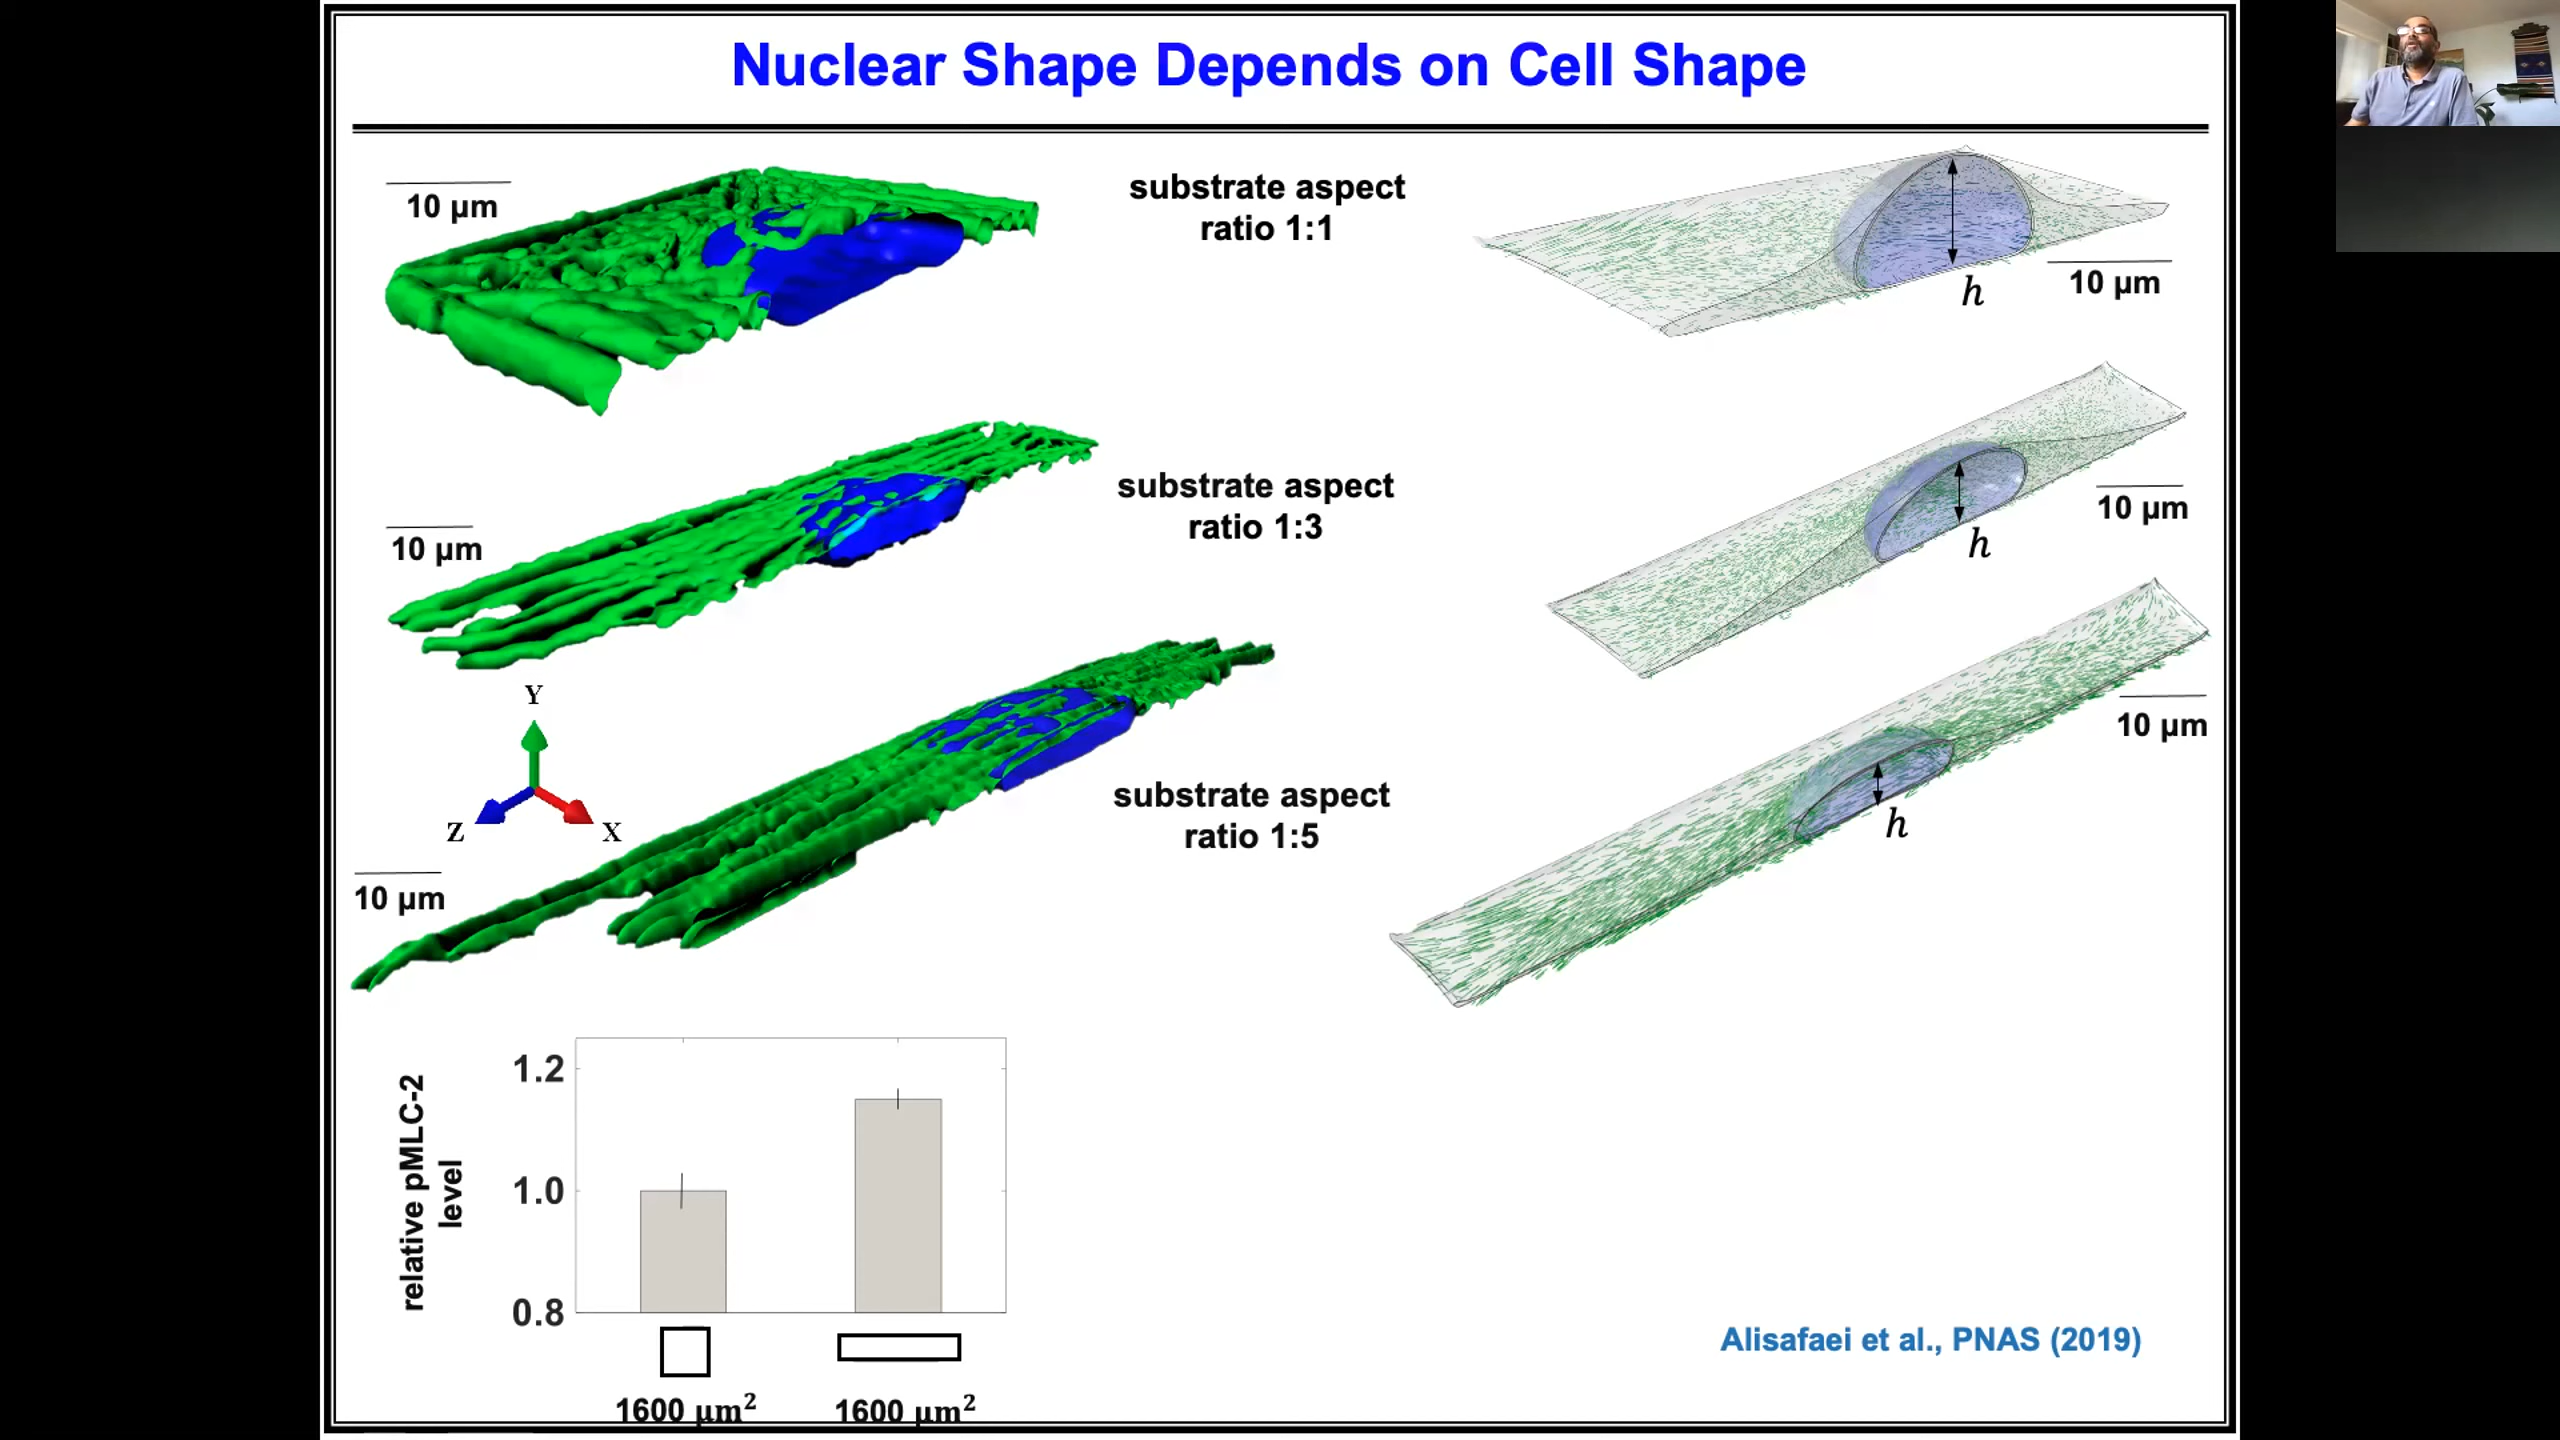 Nuclear Shape Depends on Cell Shape
10 µm
substrate aspect
ratio 1:1
h
10 µm
10 µm
substrate aspect
ratio 1:3
h
10 µm
Y
Z
X
10 µm
substrate aspect
ratio 1:5
h
10 µm
relative pMLC-2
level
1.2
1.0
0.8
1600 µm²
1600 µm²
Alisafaei et al., PNAS (2019)